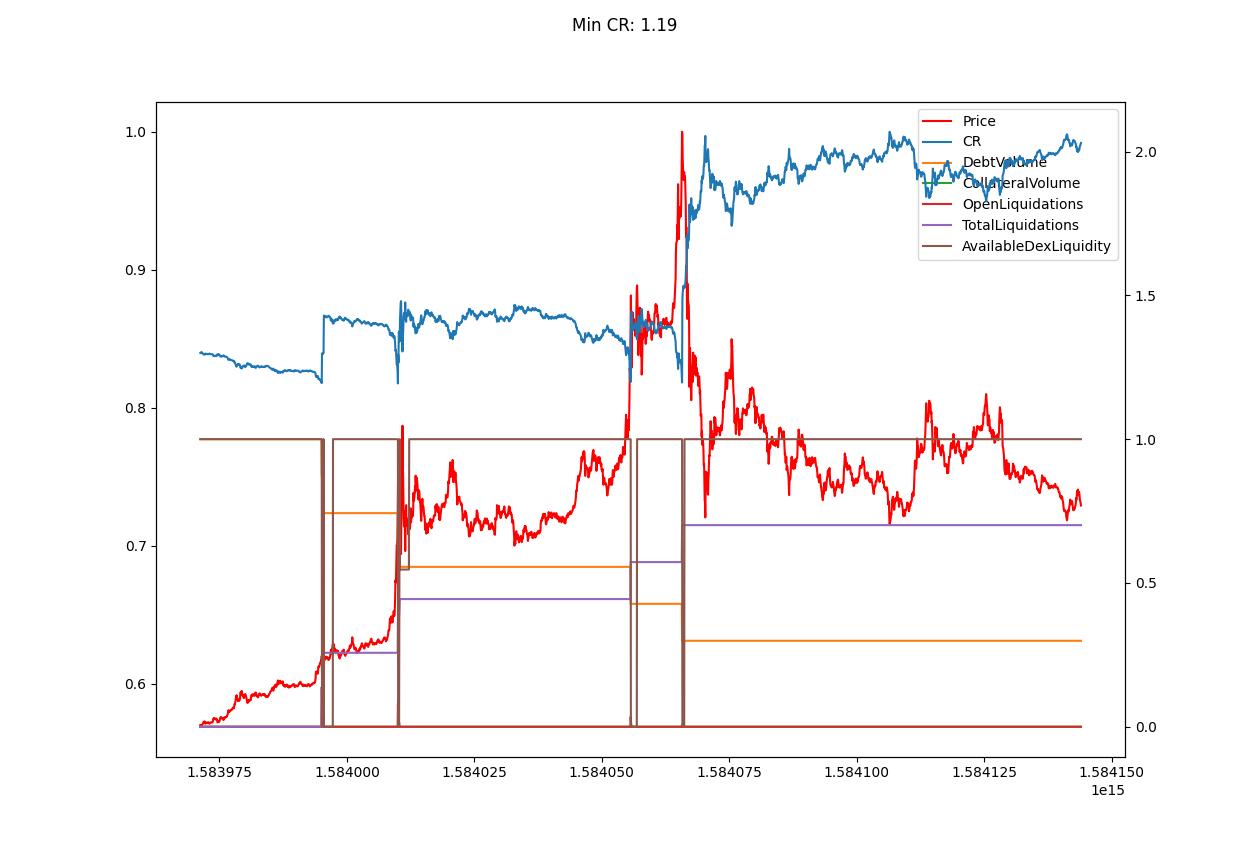 Min CR: 1.19
1.0
0.9
0.8
0.7
0.6
2.0
1.5
1.0
0.5
0.0
Price
CR
DebtVolume
CollateralVolume
OpenLiquidations
TotalLiquidations
AvailableDexLiquidity
1.583975 1.584000 1.584025 1.584050 1.584075 1.584100 1.584125 1.584150
1e15